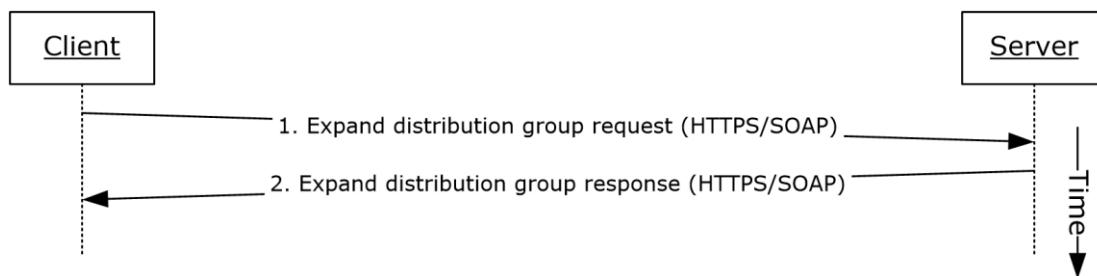 Client
Server
1. Expand distribution group request (HTTPS/SOAP)
2. Expand distribution group response (HTTPS/SOAP)
Time